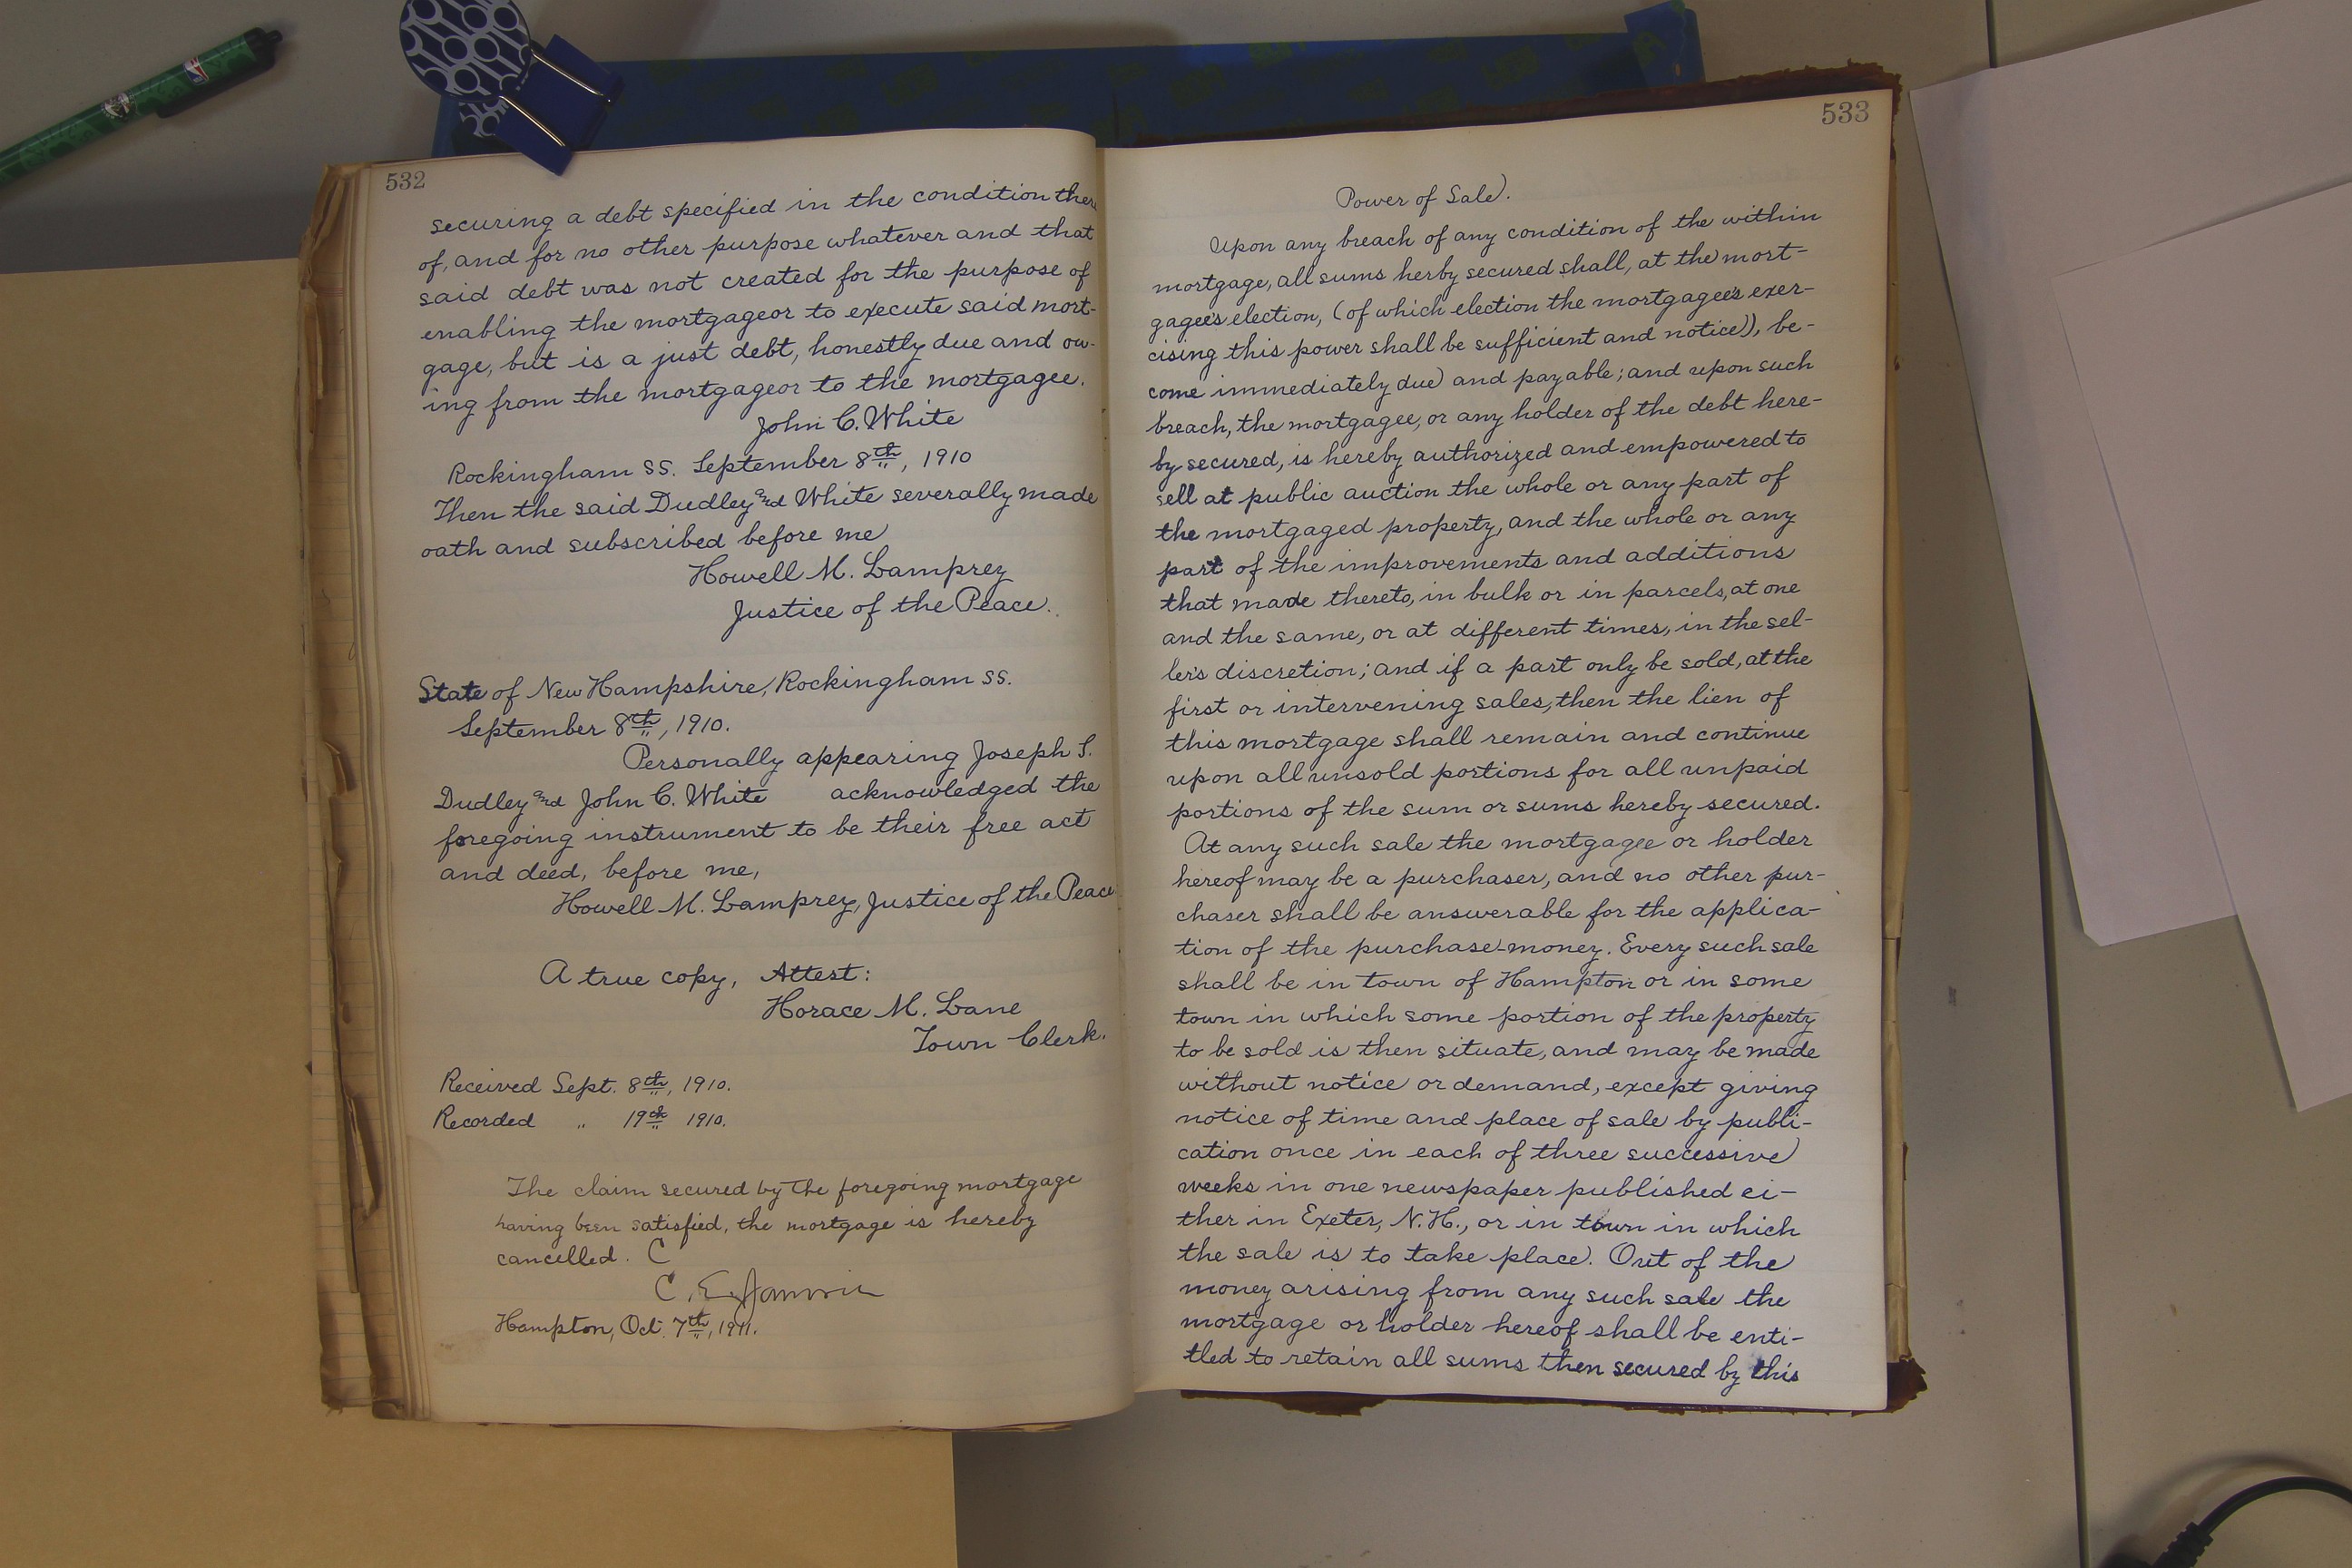 532
securing a debt specified in the condition there
of, and for no other purpose whatever and that
said debt was not created for the purpose of
enabling the mortgageor to execute said mort-
gage, but is a just debt, honestly due and ow-
ing from the mortgageor to the mortgagee.
John C. White
Rockingham SS. September 8th, 1910
Then the said Dudley and White severally made
oath and subscribed before me
Howell M. Lamprey
Justice of the Peace.
State of New Hampshire, Rockingham SS.
September 8th, 1910.
Personally appearing Joseph S.
Dudley and John C. White acknowledged the
foregoing instrument to be their free act
and deed, before me,
Howell M. Lamprey, Justice of the Peace
A true copy, Attest:
Horace M. Lane
Town Clerk.
Received Sept. 8th, 1910.
Recorded " 19th 1910.
The claim secured by the foregoing mortgage
having been satisfied, the mortgage is hereby
cancelled. C
C. E.
Hampton, Oct. 7th, 1911.
533
Power of Sale.
Upon any breach of any condition of the within
mortgage, all sums herby secured shall, at the mort-
gagee's election, (of which election the mortgagee's exer-
cising this power shall be sufficient and notice), be-
come immediately due and payable; and upon such
breach, the mortgagee, or any holder of the debt here-
by secured, is hereby authorized and empowered to
sell at public auction the whole or any part of
the mortgaged property, and the whole or any
part of the improvements and additions
that made thereto, in bulk or in parcels, at one
and the same, or at different times, in the sel-
ler's discretion; and if a part only be sold, at the
first or intervening sales, then the lien of
this mortgage shall remain and continue
upon all unsold portions for all unpaid
portions of the sum or sums hereby secured.
At any such sale the mortgagee or holder
hereof may be a purchaser, and no other pur-
chaser shall be answerable for the applica-
tion of the purchase-money. Every such sale
shall be in town of Hampton or in some
town in which some portion of the property
to be sold is then situate, and may be made
without notice or demand, except giving
notice of time and place of sale by publi-
cation once in each of three successive
weeks in one newspaper published ei-
ther in Exeter, N.H., or in town in which
the sale is to take place. Out of the
money arising from any such sale the
mortgage or holder hereof shall be enti-
tled to retain all sums then secured by this